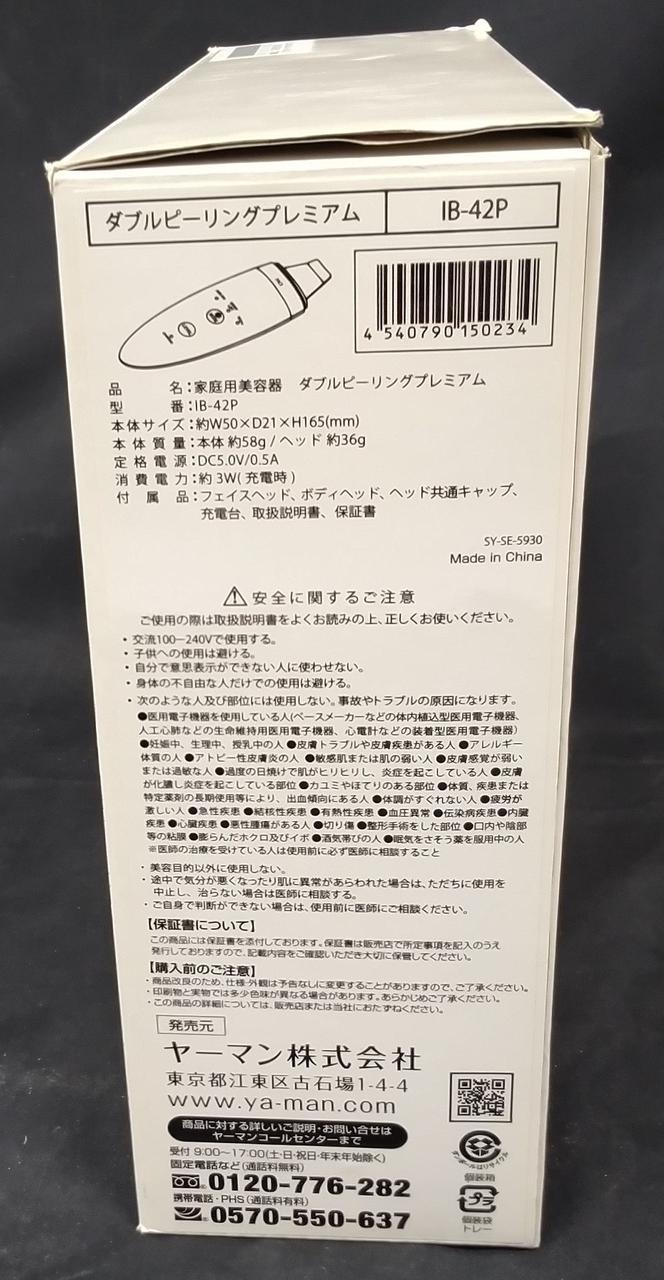 ダブルピーリングプレミアム IB-42P
4 540790 150234
品名:家庭用美容器 ダブルピーリングプレミアム
型番:IB-42P
本体サイズ:約W50×D21×H165(mm)
本体質量:本体 約58g / ヘッド 約36g
定格電源:DC5.0V/0.5A
消費電力:約3W(充電時)
付属品:フェイスヘッド、ボディヘッド、ヘッド共通キャップ、
充電台、取扱説明書、保証書
SY-SE-5930
Made in China
安全に関するご注意
ご使用の際は取扱説明書をよくお読みの上、正しくお使いください。
・交流100−240Vで使用する。
・子供への使用は避ける。
・自分で意思表示ができない人に使わせない。
・身体の不自由な人だけでの使用は避ける。
・次のような人及び部位には使用しない。事故やトラブルの原因になります。
●医用電子機器を使用している人(ペースメーカーなどの体内植込型医用電子機器、
人工心肺などの生命維持用医用電子機器、心電計などの装着型医用電子機器)
●妊娠中、生理中、授乳中の人 ●皮膚トラブルや皮膚疾患がある人 ●アレルギー
体質の人 ●アトピー性皮膚炎の人 ●敏感肌または肌の弱い人 ●皮膚感覚が弱い
または過敏な人 ●過度の日焼けで肌がヒリヒリし、炎症を起こしている人 ●皮膚
が化膿し炎症を起こしている部位 ●カユミやほてりのある部位 ●体質、疾患または
特定薬剤の長期使用等により、出血傾向にある人 ●体調がすぐれない人 ●疲労が
激しい人 ●急性疾患 ●結核性疾患 ●有熱性疾患 ●血圧異常 ●伝染病疾患 ●内臓
疾患 ●心臓疾患 ●悪性腫瘍がある人 ●切り傷 ●整形手術をした部位 ●口内や陰部
等の粘膜 ●膨らんだホクロ及びイボ ●酒気帯びの人 ●眠気をさそう薬を服用中の人
※医師の治療を受けている人は使用前に必ず医師に相談すること
・美容目的以外に使用しない。
・途中で気分が悪くなったり肌に異常があらわれた場合は、ただちに使用を
中止し、治らない場合は医師に相談する。
・ご自身で判断ができない場合は、使用前に医師にご相談ください。
【保証書について】
この商品には保証書を添付しております。保証書は販売店で所定事項を記入のうえ
発行しておりますので、記載内容をご確認いただき大切に保管してください。
【購入前のご注意】
・商品改良のため、仕様・外観は予告なしに変更することがありますので、ご了承ください。
・印刷物と実物では多少色味が異なる場合があります。あらかじめご了承ください。
・この商品の詳細については、販売店または当社におたずねください。
発売元
ヤーマン株式会社
東京都江東区古石場1-4-4
www.ya-man.com
商品に対する詳しいご説明・お問い合せは
ヤーマンコールセンターまで
受付 9:00〜17:00(土・日・祝日・年末年始除く)
固定電話など(通話料無料)
0120-776-282
携帯電話・PHS(通話料有料)
0570-550-637
ダンボールはリサイクル
個装箱
プラ
個装袋
トレー